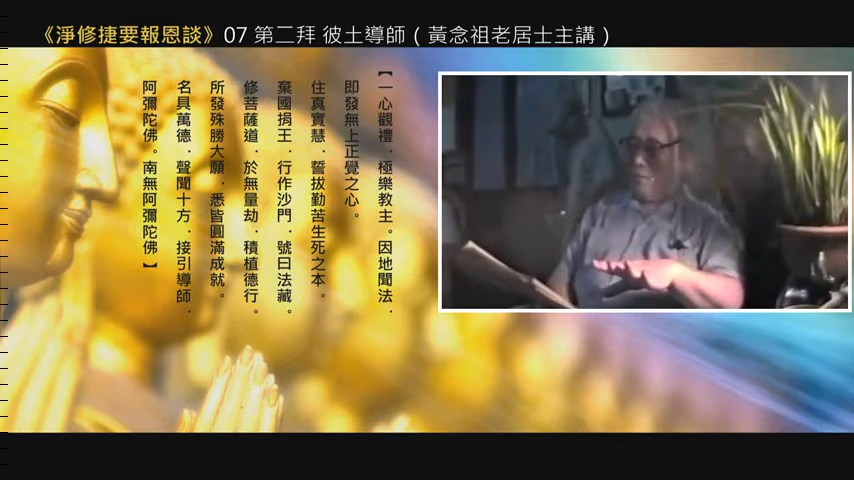 《淨修捷要報恩談》07 第二拜 彼土導師（黃念祖老居士主講）
【一心觀禮．極樂教主。因地聞法．
即發無上正覺之心。
住真實慧．誓拔勤苦生死之本．
棄國捐王．行作沙門．號曰法藏。
修菩薩道．於無量劫．積植德行。
所發殊勝大願．悉皆圓滿成就。
名具萬德．聲聞十方．接引導師．
阿彌陀佛。南無阿彌陀佛】